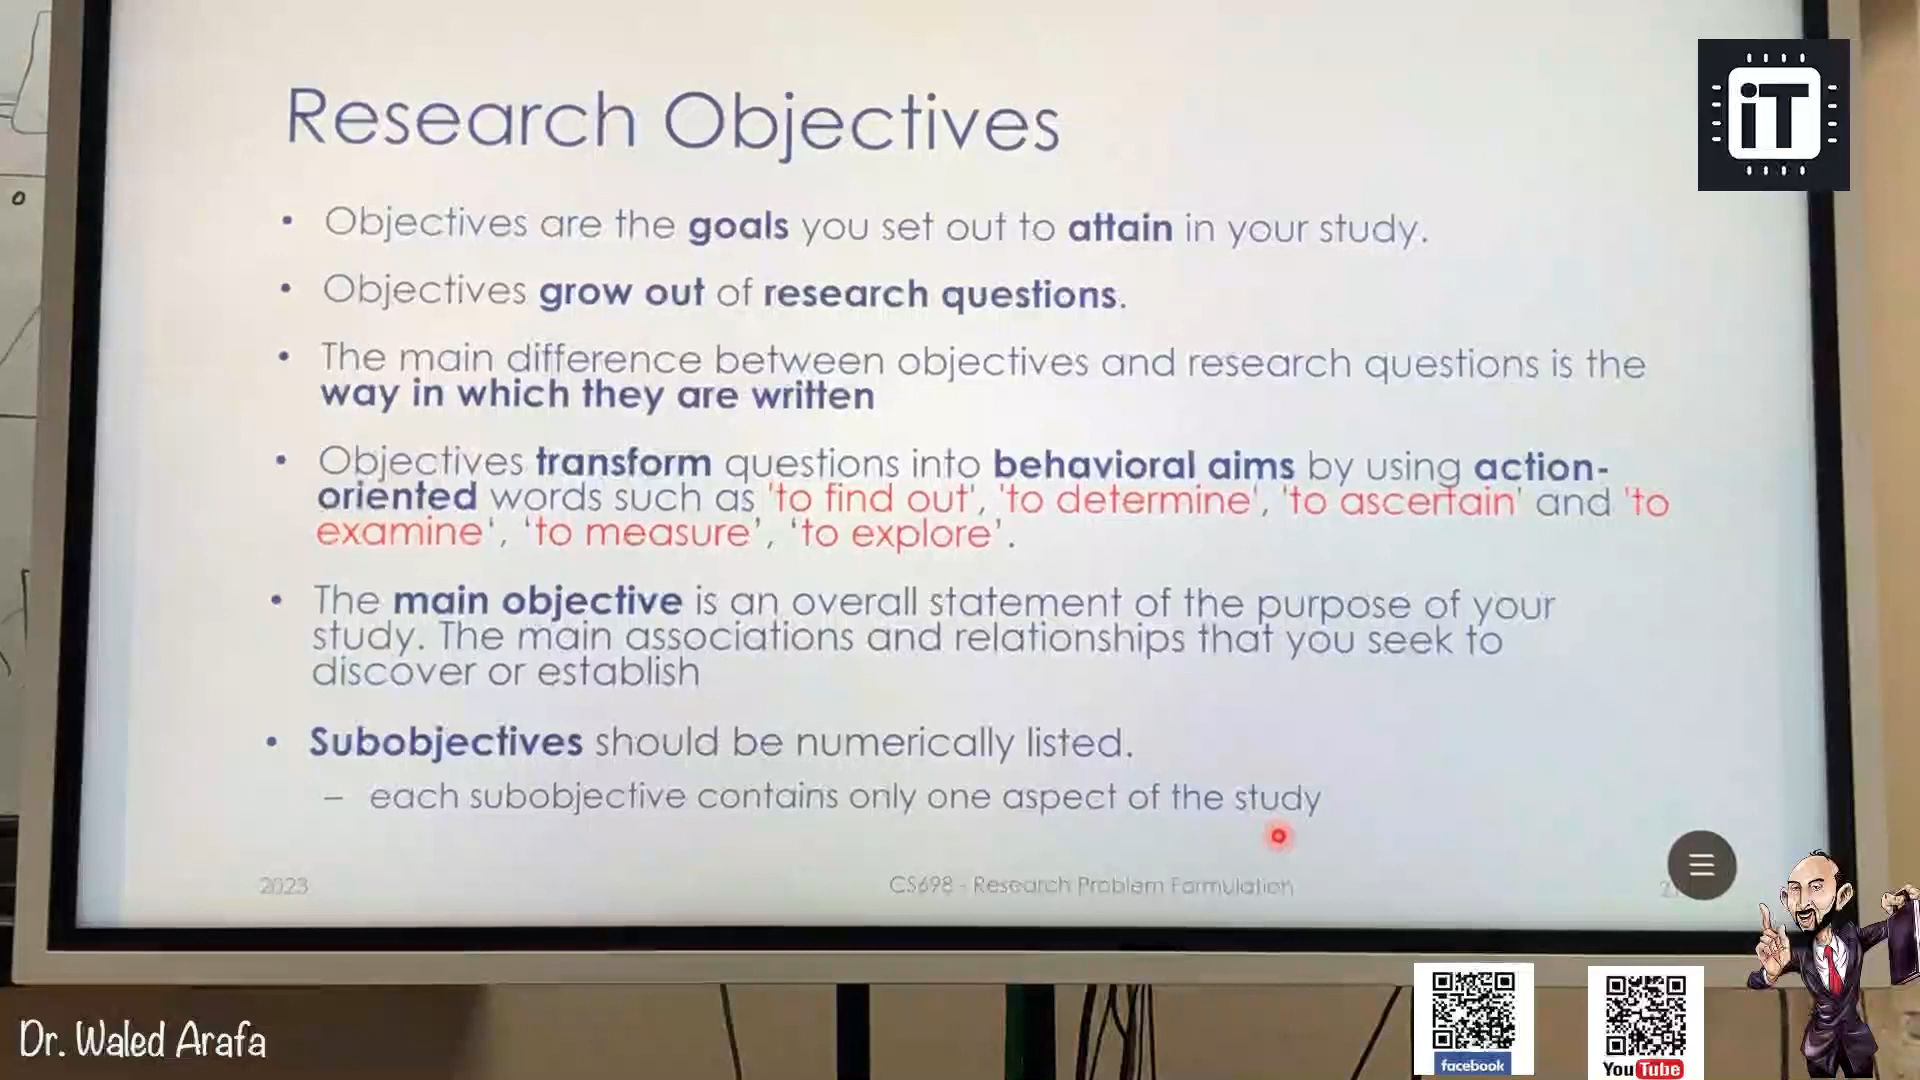 iT
Research Objectives
• Objectives are the goals you set out to attain in your study.
• Objectives grow out of research questions.
• The main difference between objectives and research questions is the
way in which they are written
• Objectives transform questions into behavioral aims by using action-
oriented words such as 'to find out', 'to determine', 'to ascertain' and 'to
examine', 'to measure', 'to explore'.
• The main objective is an overall statement of the purpose of your
study. The main associations and relationships that you seek to
discover or establish
• Subobjectives should be numerically listed.
– each subobjective contains only one aspect of the study
2023
CS698 - Research Problem Formulation
Dr. Waled Arafa
facebook
YouTube